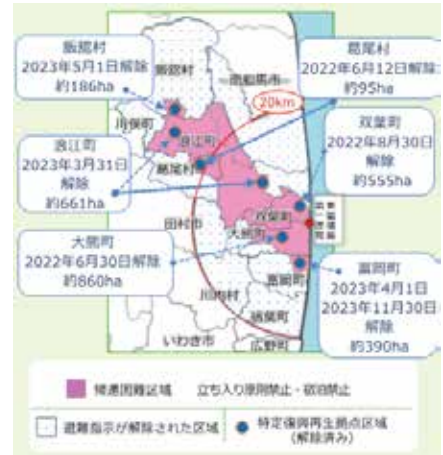 飯舘村
2023年5月1日解除
約186ha
葛尾村
2022年6月12日解除
約95ha
飯舘村
南相馬市
20km
川俣町
浪江町
2023年3月31日
解除
約661ha
浪江町
葛尾村
双葉町
2022年8月30日
解除
約555ha
田村市
双葉町
大熊町
大熊町
2022年6月30日解除
約860ha
富岡町
川内村
楢葉町
いわき市
広野町
富岡町
2023年4月1日
2023年11月30日
解除
約390ha
帰還困難区域 立ち入り原則禁止・宿泊禁止
避難指示が解除された区域
特定復興再生拠点区域
(解除済み)